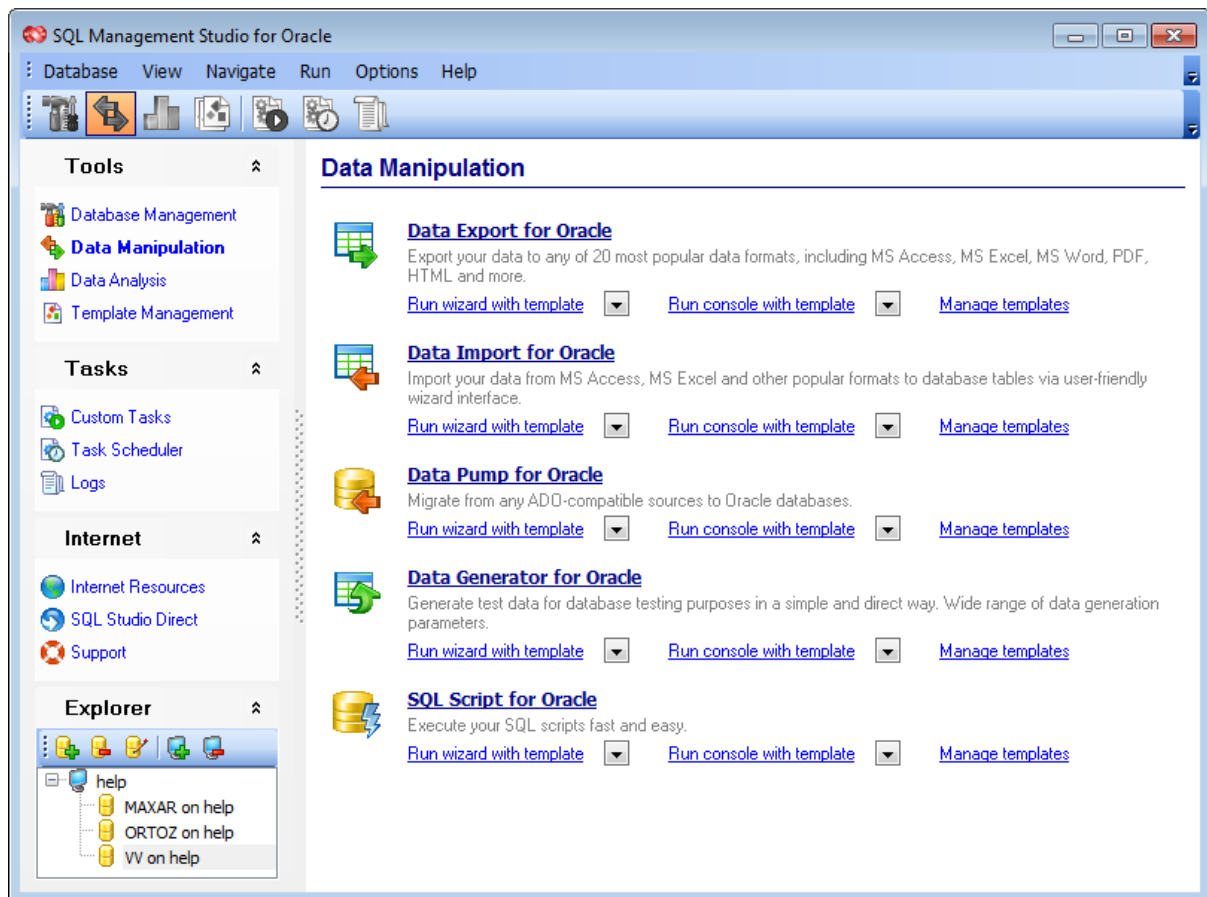 SQL Management Studio for Oracle
Database View Navigate Run Options Help
Tools
Database Management
Data Manipulation
Data Analysis
Template Management
Tasks
Custom Tasks
Task Scheduler
Logs
Internet
Internet Resources
SQL Studio Direct
Support
Explorer
help
MAXAR on help
ORTOZ on help
VV on help
Data Manipulation
Data Export for Oracle
Export your data to any of 20 most popular data formats, including MS Access, MS Excel, MS Word, PDF,
HTML and more.
Run wizard with template Run console with template Manage templates
Data Import for Oracle
Import your data from MS Access, MS Excel and other popular formats to database tables via user-friendly
wizard interface.
Run wizard with template Run console with template Manage templates
Data Pump for Oracle
Migrate from any ADO-compatible sources to Oracle databases.
Run wizard with template Run console with template Manage templates
Data Generator for Oracle
Generate test data for database testing purposes in a simple and direct way. Wide range of data generation
parameters.
Run wizard with template Run console with template Manage templates
SQL Script for Oracle
Execute your SQL scripts fast and easy.
Run wizard with template Run console with template Manage templates